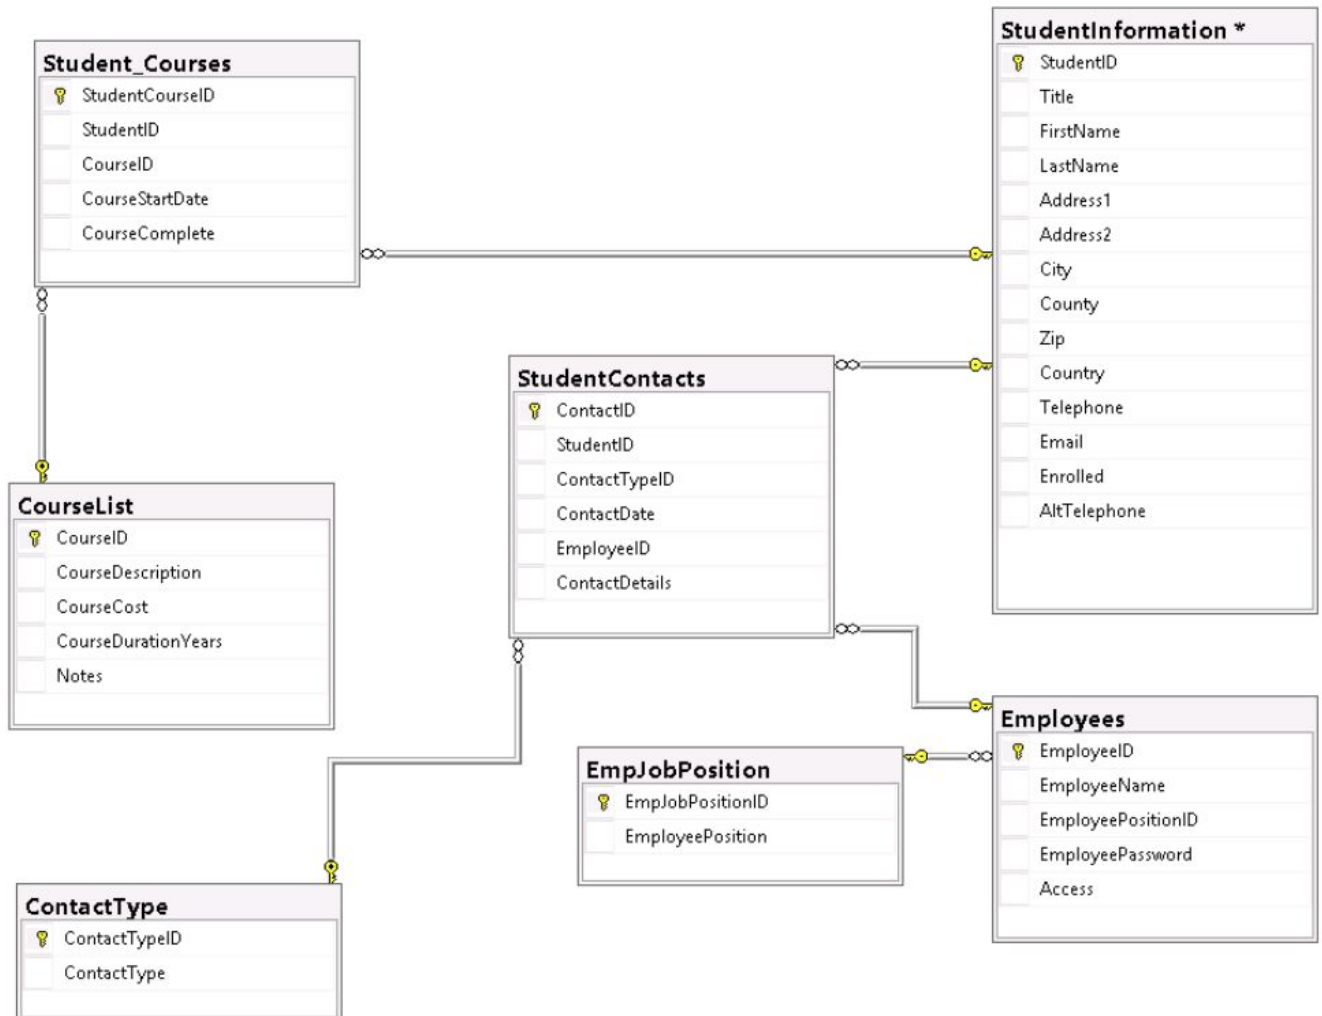 Student_Courses
StudentCourseID
StudentID
CourseID
CourseStartDate
CourseComplete
StudentInformation *
StudentID
Title
FirstName
LastName
Address1
Address2
City
County
Zip
Country
Telephone
Email
Enrolled
AltTelephone
StudentContacts
ContactID
StudentID
ContactTypeID
ContactDate
EmployeeID
ContactDetails
CourseList
CourseID
CourseDescription
CourseCost
CourseDurationYears
Notes
Employees
EmployeeID
EmployeeName
EmployeePositionID
EmployeePassword
Access
EmpJobPosition
EmpJobPositionID
EmployeePosition
ContactType
ContactTypeID
ContactType